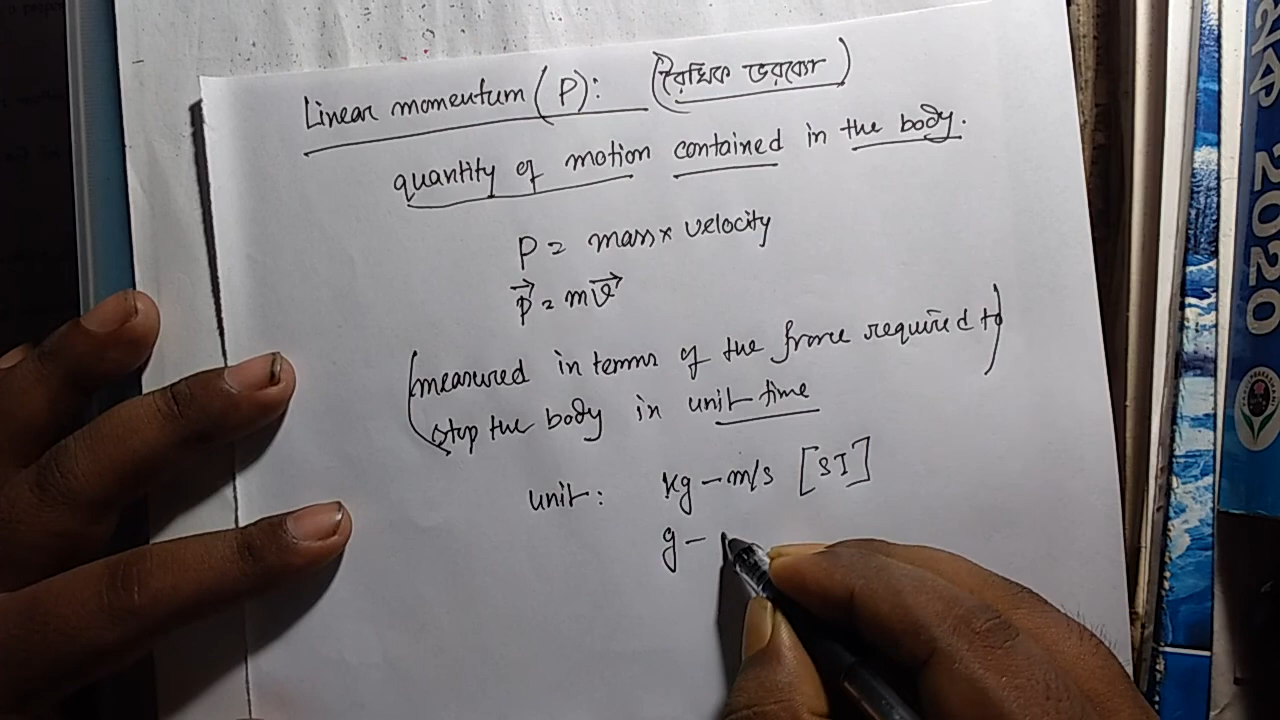 Linear momentum (P): (রৈখিক ভরবেগ)
quantity of motion contained in the body.
P = mass × velocity
p⃗ = mv⃗
(measured in terms of the force required to
stop the body in unit time)
unit: kg-m/s [SI]
g-
2020